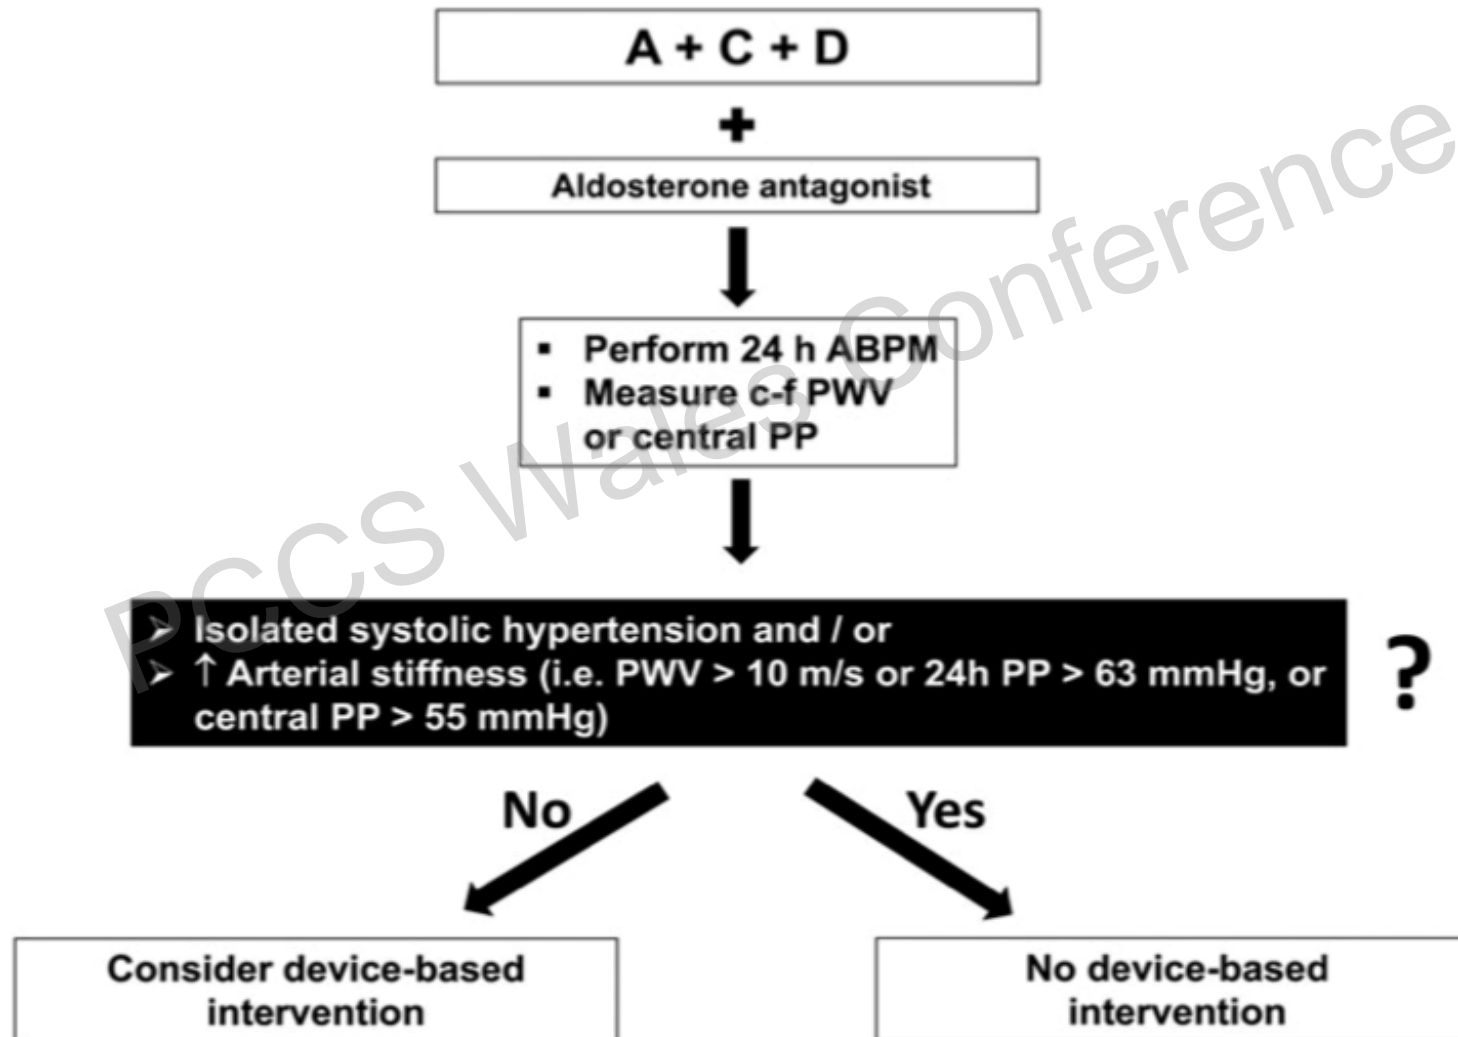 A + C + D
+
Aldosterone antagonist
▪ Perform 24 h ABPM
▪ Measure c-f PWV
or central PP
➢ Isolated systolic hypertension and / or
➢ ↑ Arterial stiffness (i.e. PWV > 10 m/s or 24h PP > 63 mmHg, or
central PP > 55 mmHg)
?
No
Yes
Consider device-based
intervention
No device-based
intervention
PCCS Wales Conference